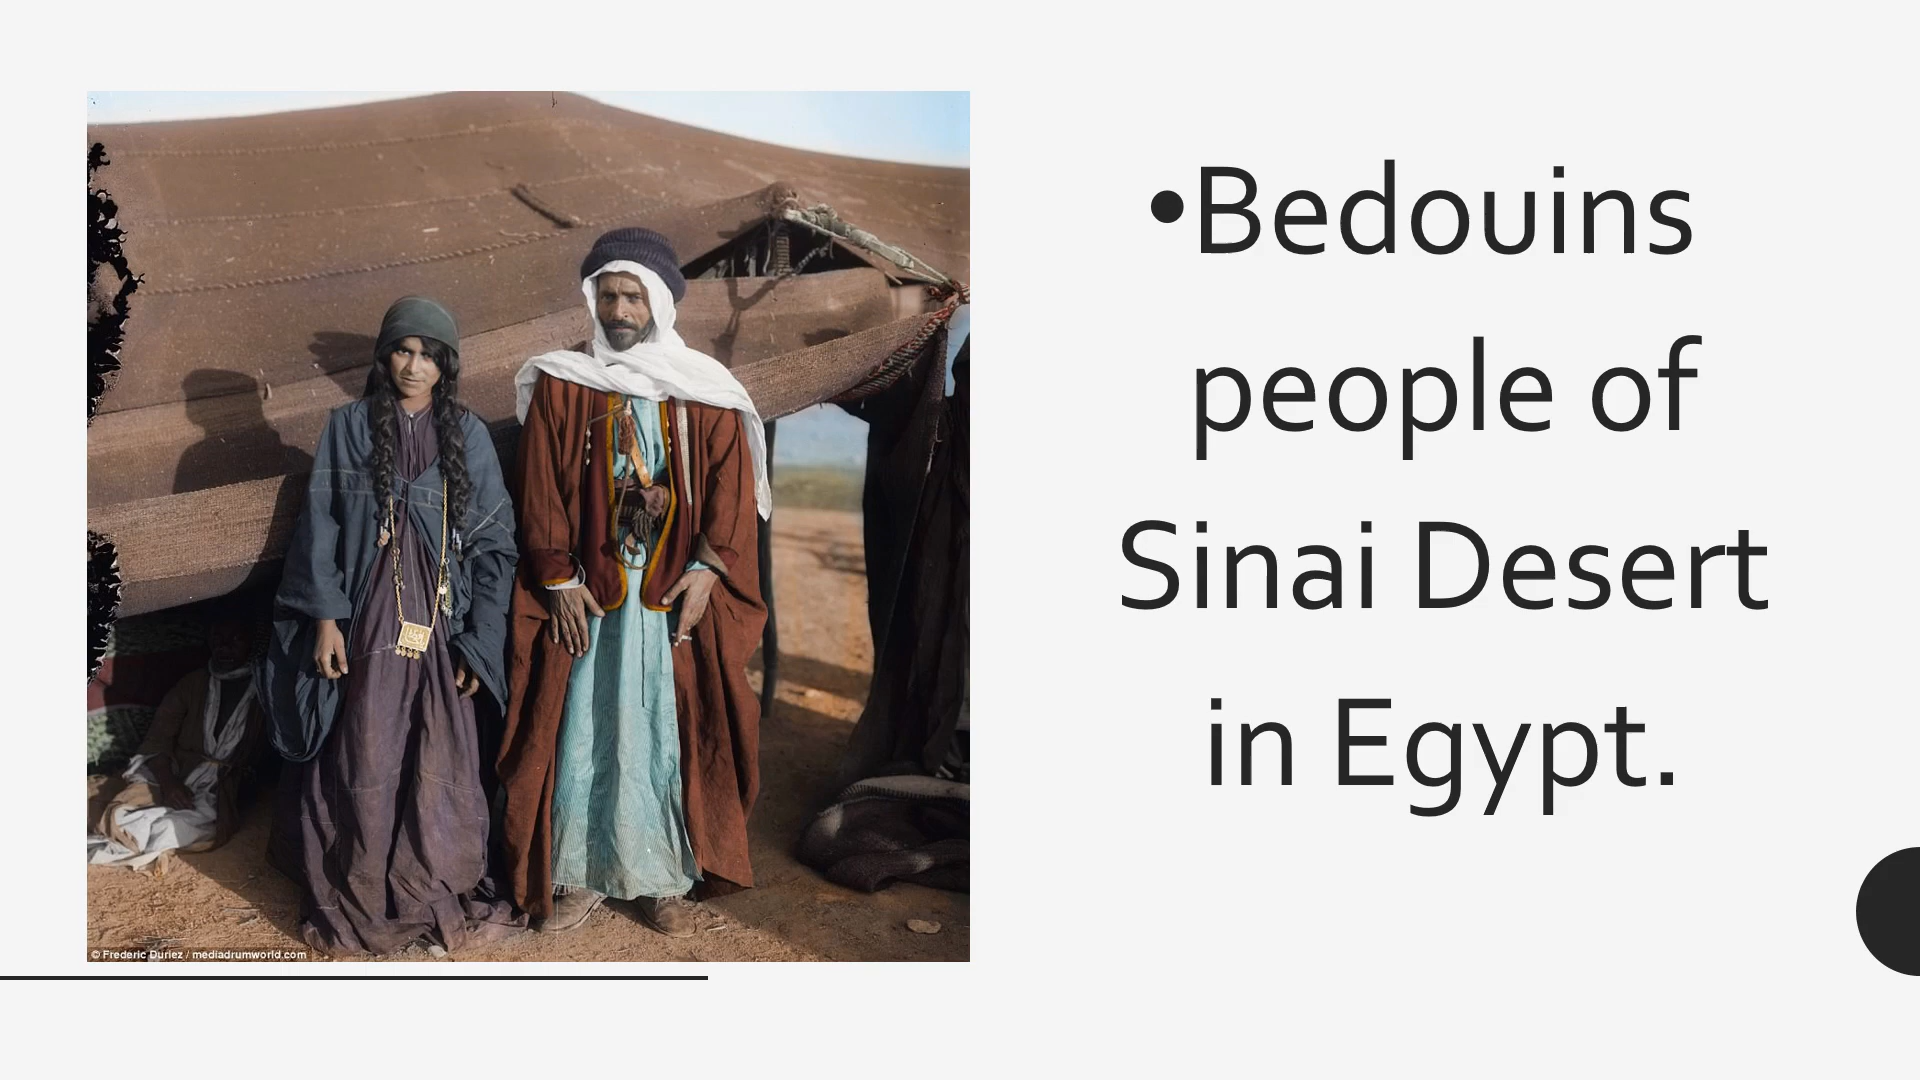 •Bedouins
people of
Sinai Desert
in Egypt.
© Frederic Duriez / mediadrumworld.com